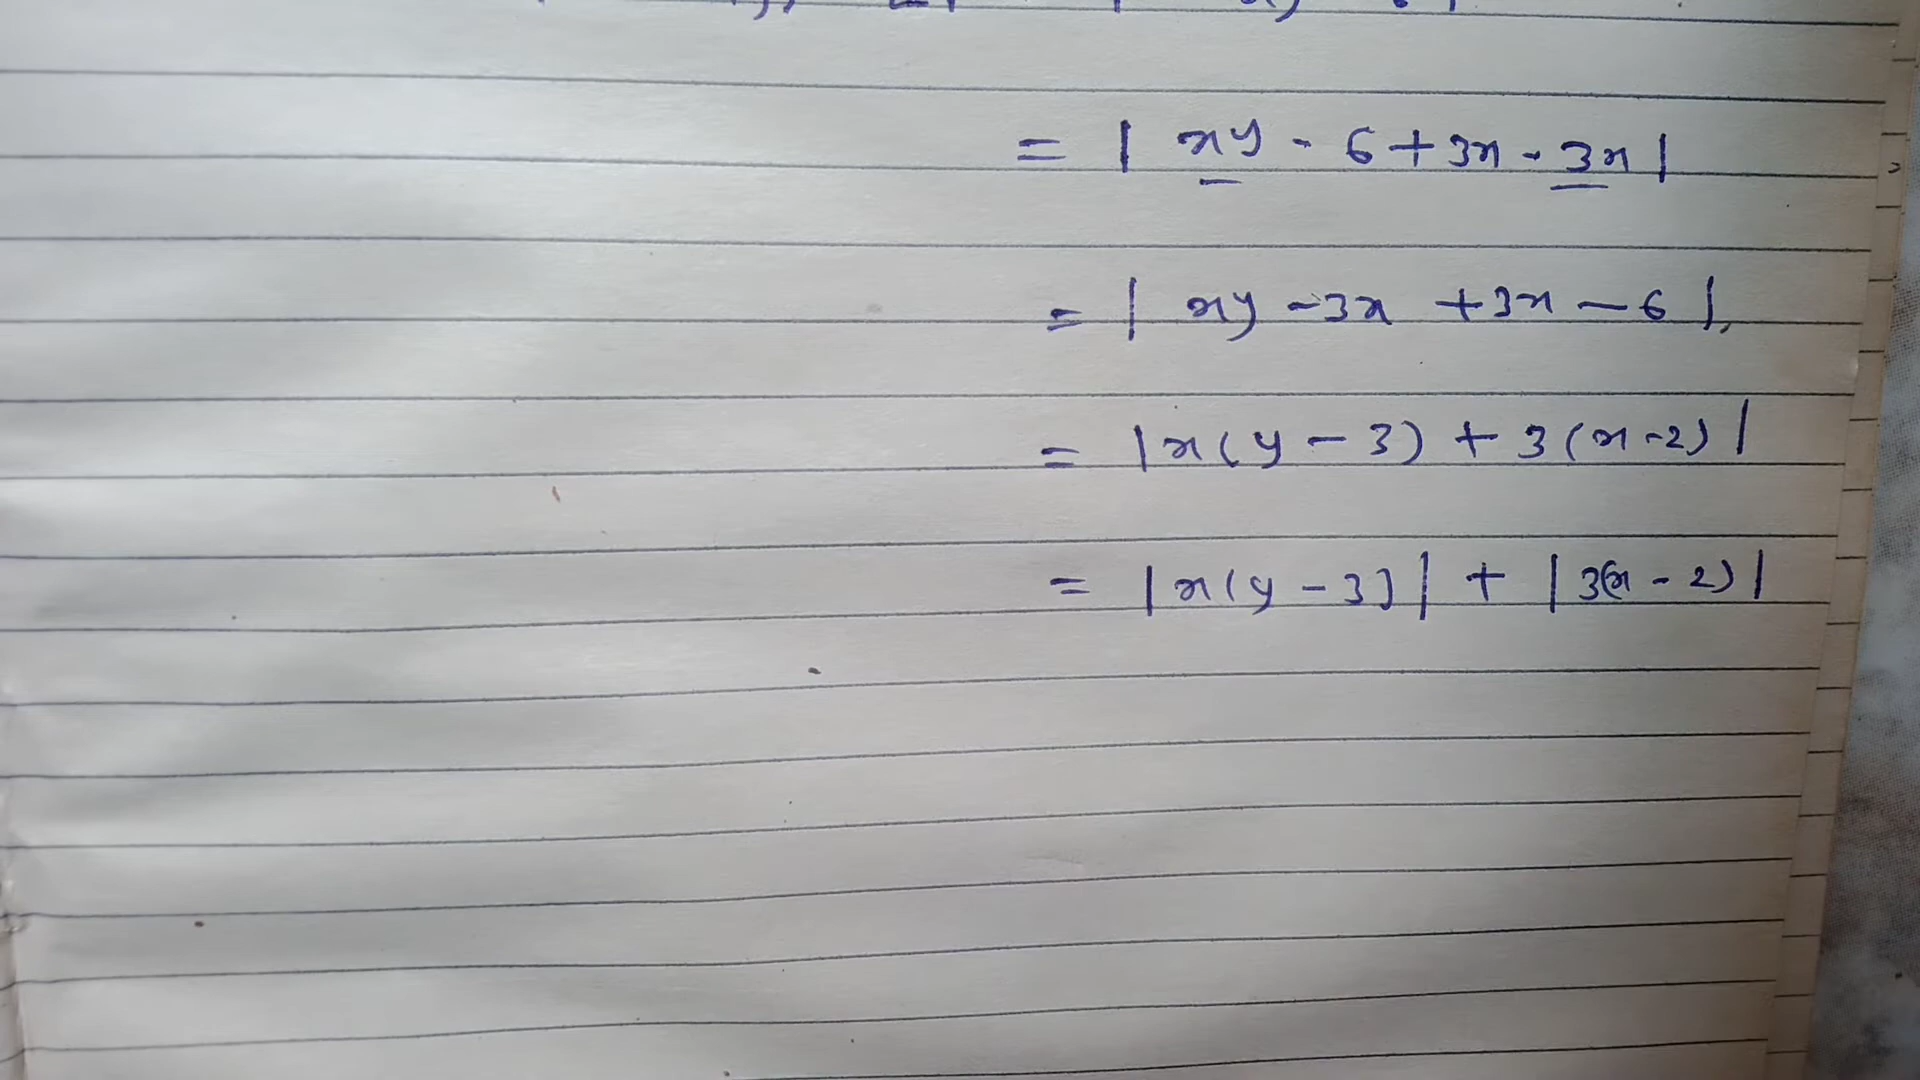 = | xy - 6 + 3x - 3x |
= | xy - 3x + 3x - 6 |,
= | x(y - 3) + 3(x - 2) |
= | x(y - 3) | + | 3(x - 2) |